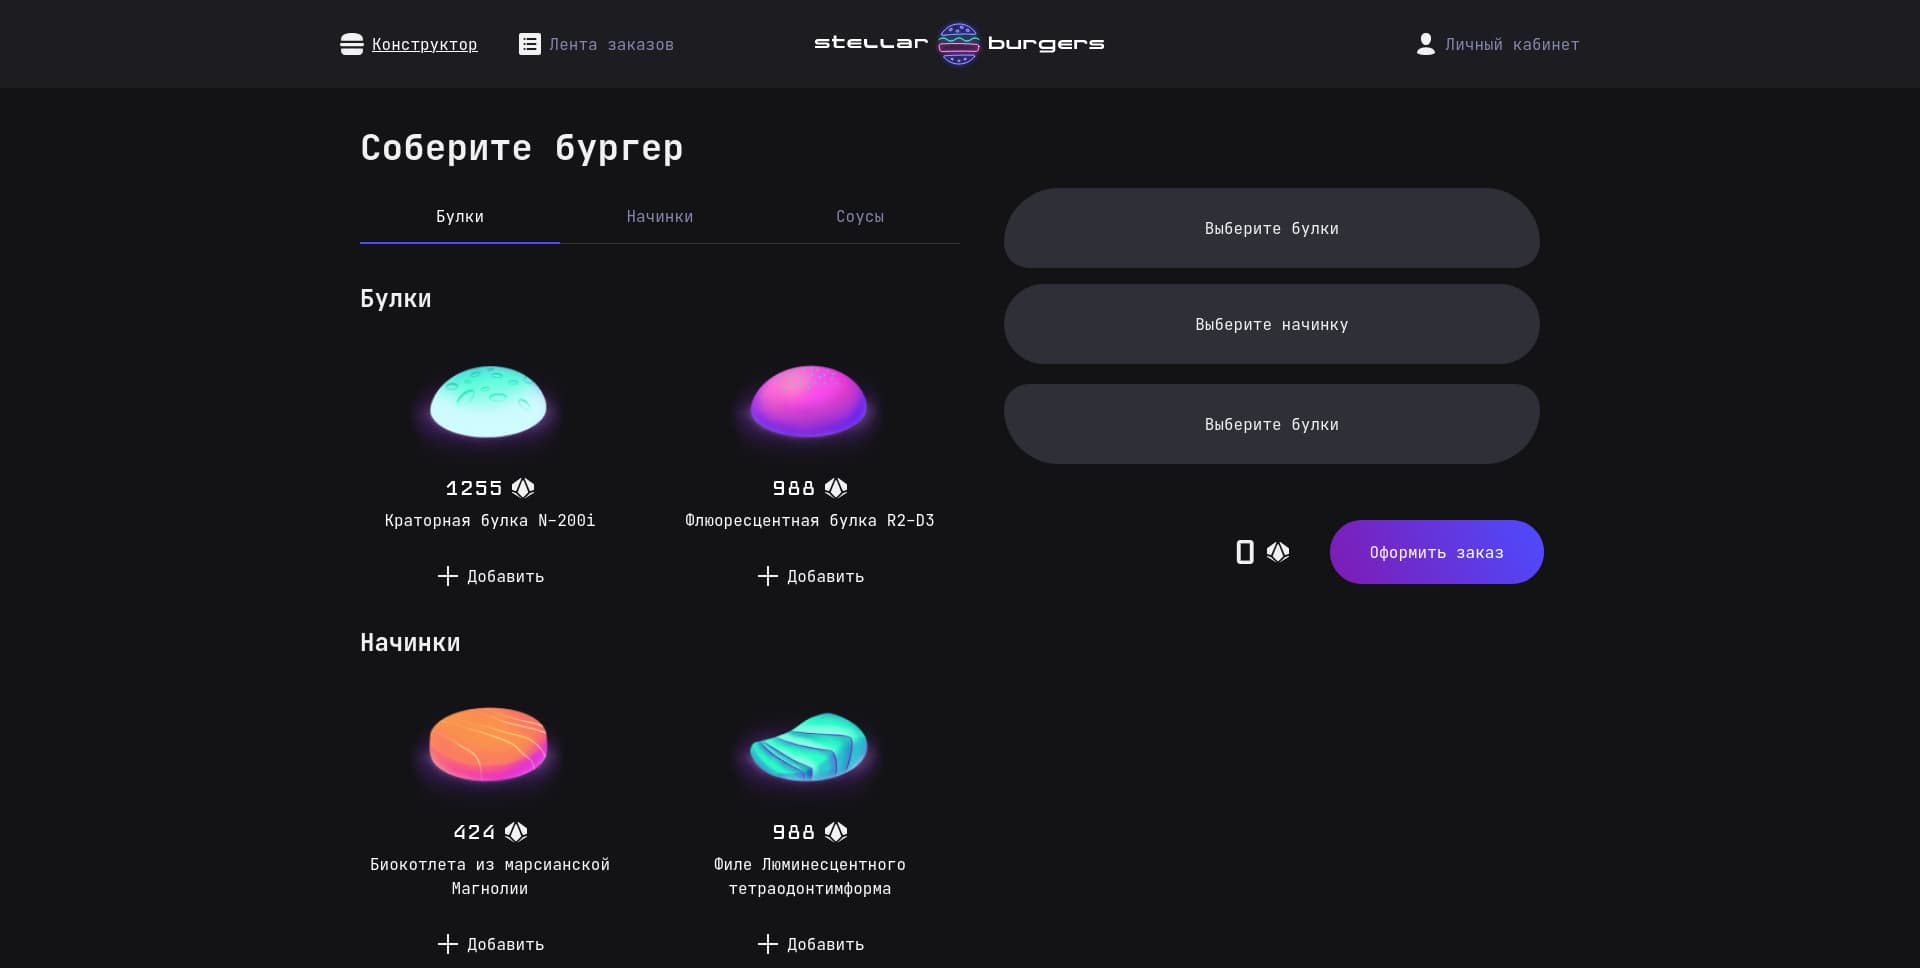 Конструктор
Лента заказов
stellar burgers
Личный кабинет
Соберите бургер
Булки
Начинки
Соусы
Булки
1255
Краторная булка N-200i
Добавить
988
Флюоресцентная булка R2-D3
Добавить
Начинки
424
Биокотлета из марсианской
Магнолии
Добавить
988
Филе Люминесцентного
тетраодонтимформа
Добавить
Выберите булки
Выберите начинку
Выберите булки
0
Оформить заказ